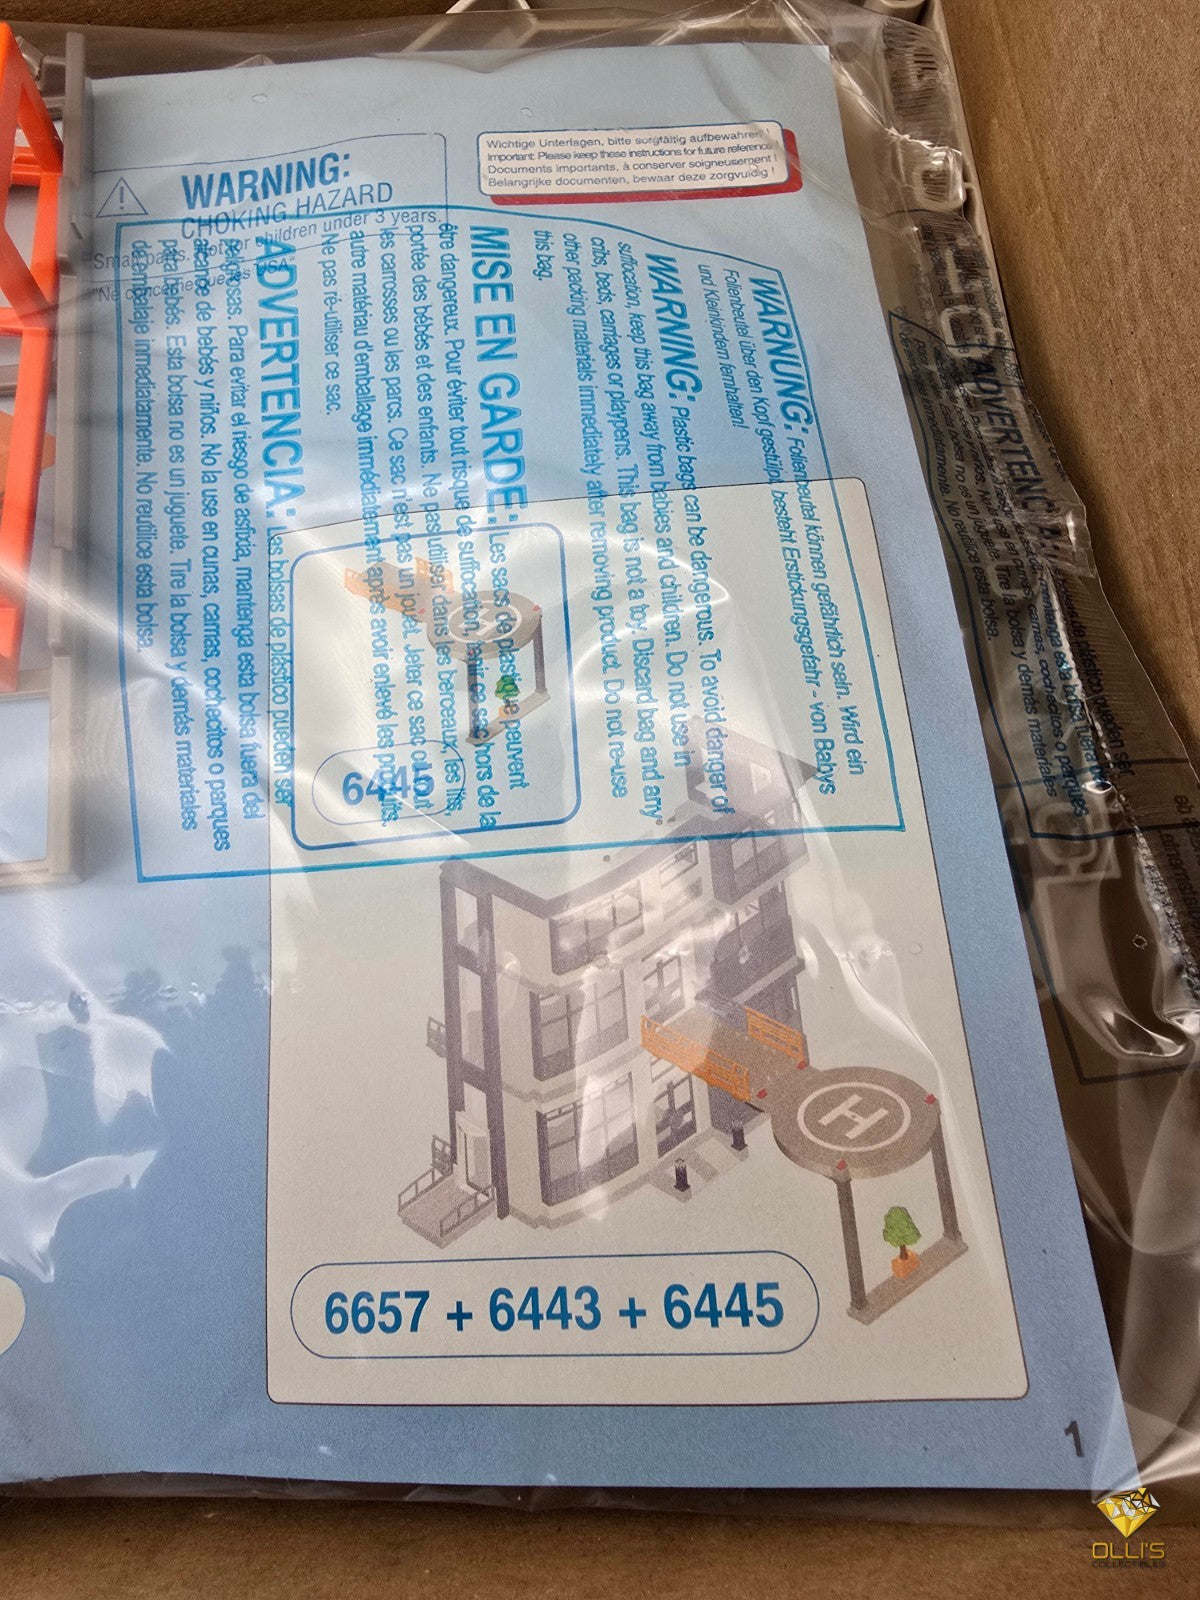 Wichtige Unterlagen, bitte sorgfältig aufbewahren !
Important: Please keep these instructions for future reference !
Documents importants, à conserver soigneusement !
Belangrijke documenten, bewaar deze zorgvuldig !
WARNING:
CHOKING HAZARD
Small parts. Not for children under 3 years.
WARNUNG: Folienbeutel können gefährlich sein. Wird ein
Folienbeutel über den Kopf gestülpt, besteht Erstickungsgefahr - von Babys
und Kleinkindern fernhalten!
WARNING: Plastic bags can be dangerous. To avoid danger of
suffocation, keep this bag away from babies and children. Do not use in
cribs, beds, carriages or playpens. This bag is not a toy. Discard bag and any
other packing materials immediately after removing product. Do not re-use
this bag.
MISE EN GARDE: Les sacs de plastique peuvent
être dangereux. Pour éviter tout risque de suffocation, tenir ce sac hors de la
portée des bébés et des enfants. Ne pas utiliser dans les berceaux, les lits,
les carrosses ou les parcs. Ce sac n'est pas un jouet. Jeter ce sac et tout
autre matériau d'emballage immédiatement après avoir enlevé les produits.
Ne pas ré-utiliser ce sac.
ADVERTENCIA: Las bolsas de plástico pueden ser
peligrosas. Para evitar el riesgo de asfixia, mantenga esta bolsa fuera del
alcance de bebés y niños. No la use en cunas, camas, cochecitos o parques
para bebés. Esta bolsa no es un juguete. Tire la bolsa y demás materiales
de embalaje inmediatamente. No reutilice esta bolsa.
ADVERTENC
6445
H
H
6657 + 6443 + 6445
1
OLLI'S
COLLECTIBLES